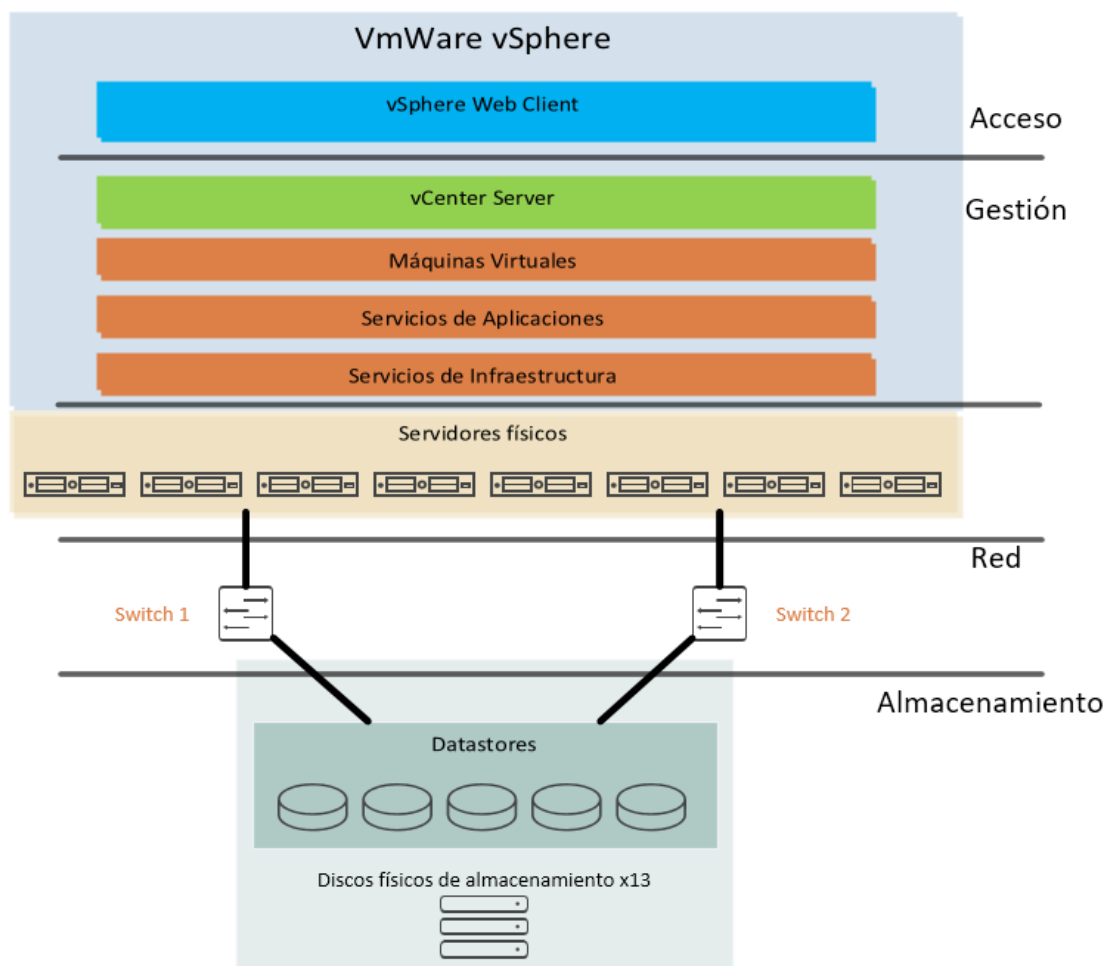 VmWare vSphere
vSphere Web Client
Acceso
vCenter Server
Gestión
Máquinas Virtuales
Servicios de Aplicaciones
Servicios de Infraestructura
Servidores físicos
Red
Switch 1
Switch 2
Almacenamiento
Datastores
Discos físicos de almacenamiento x13